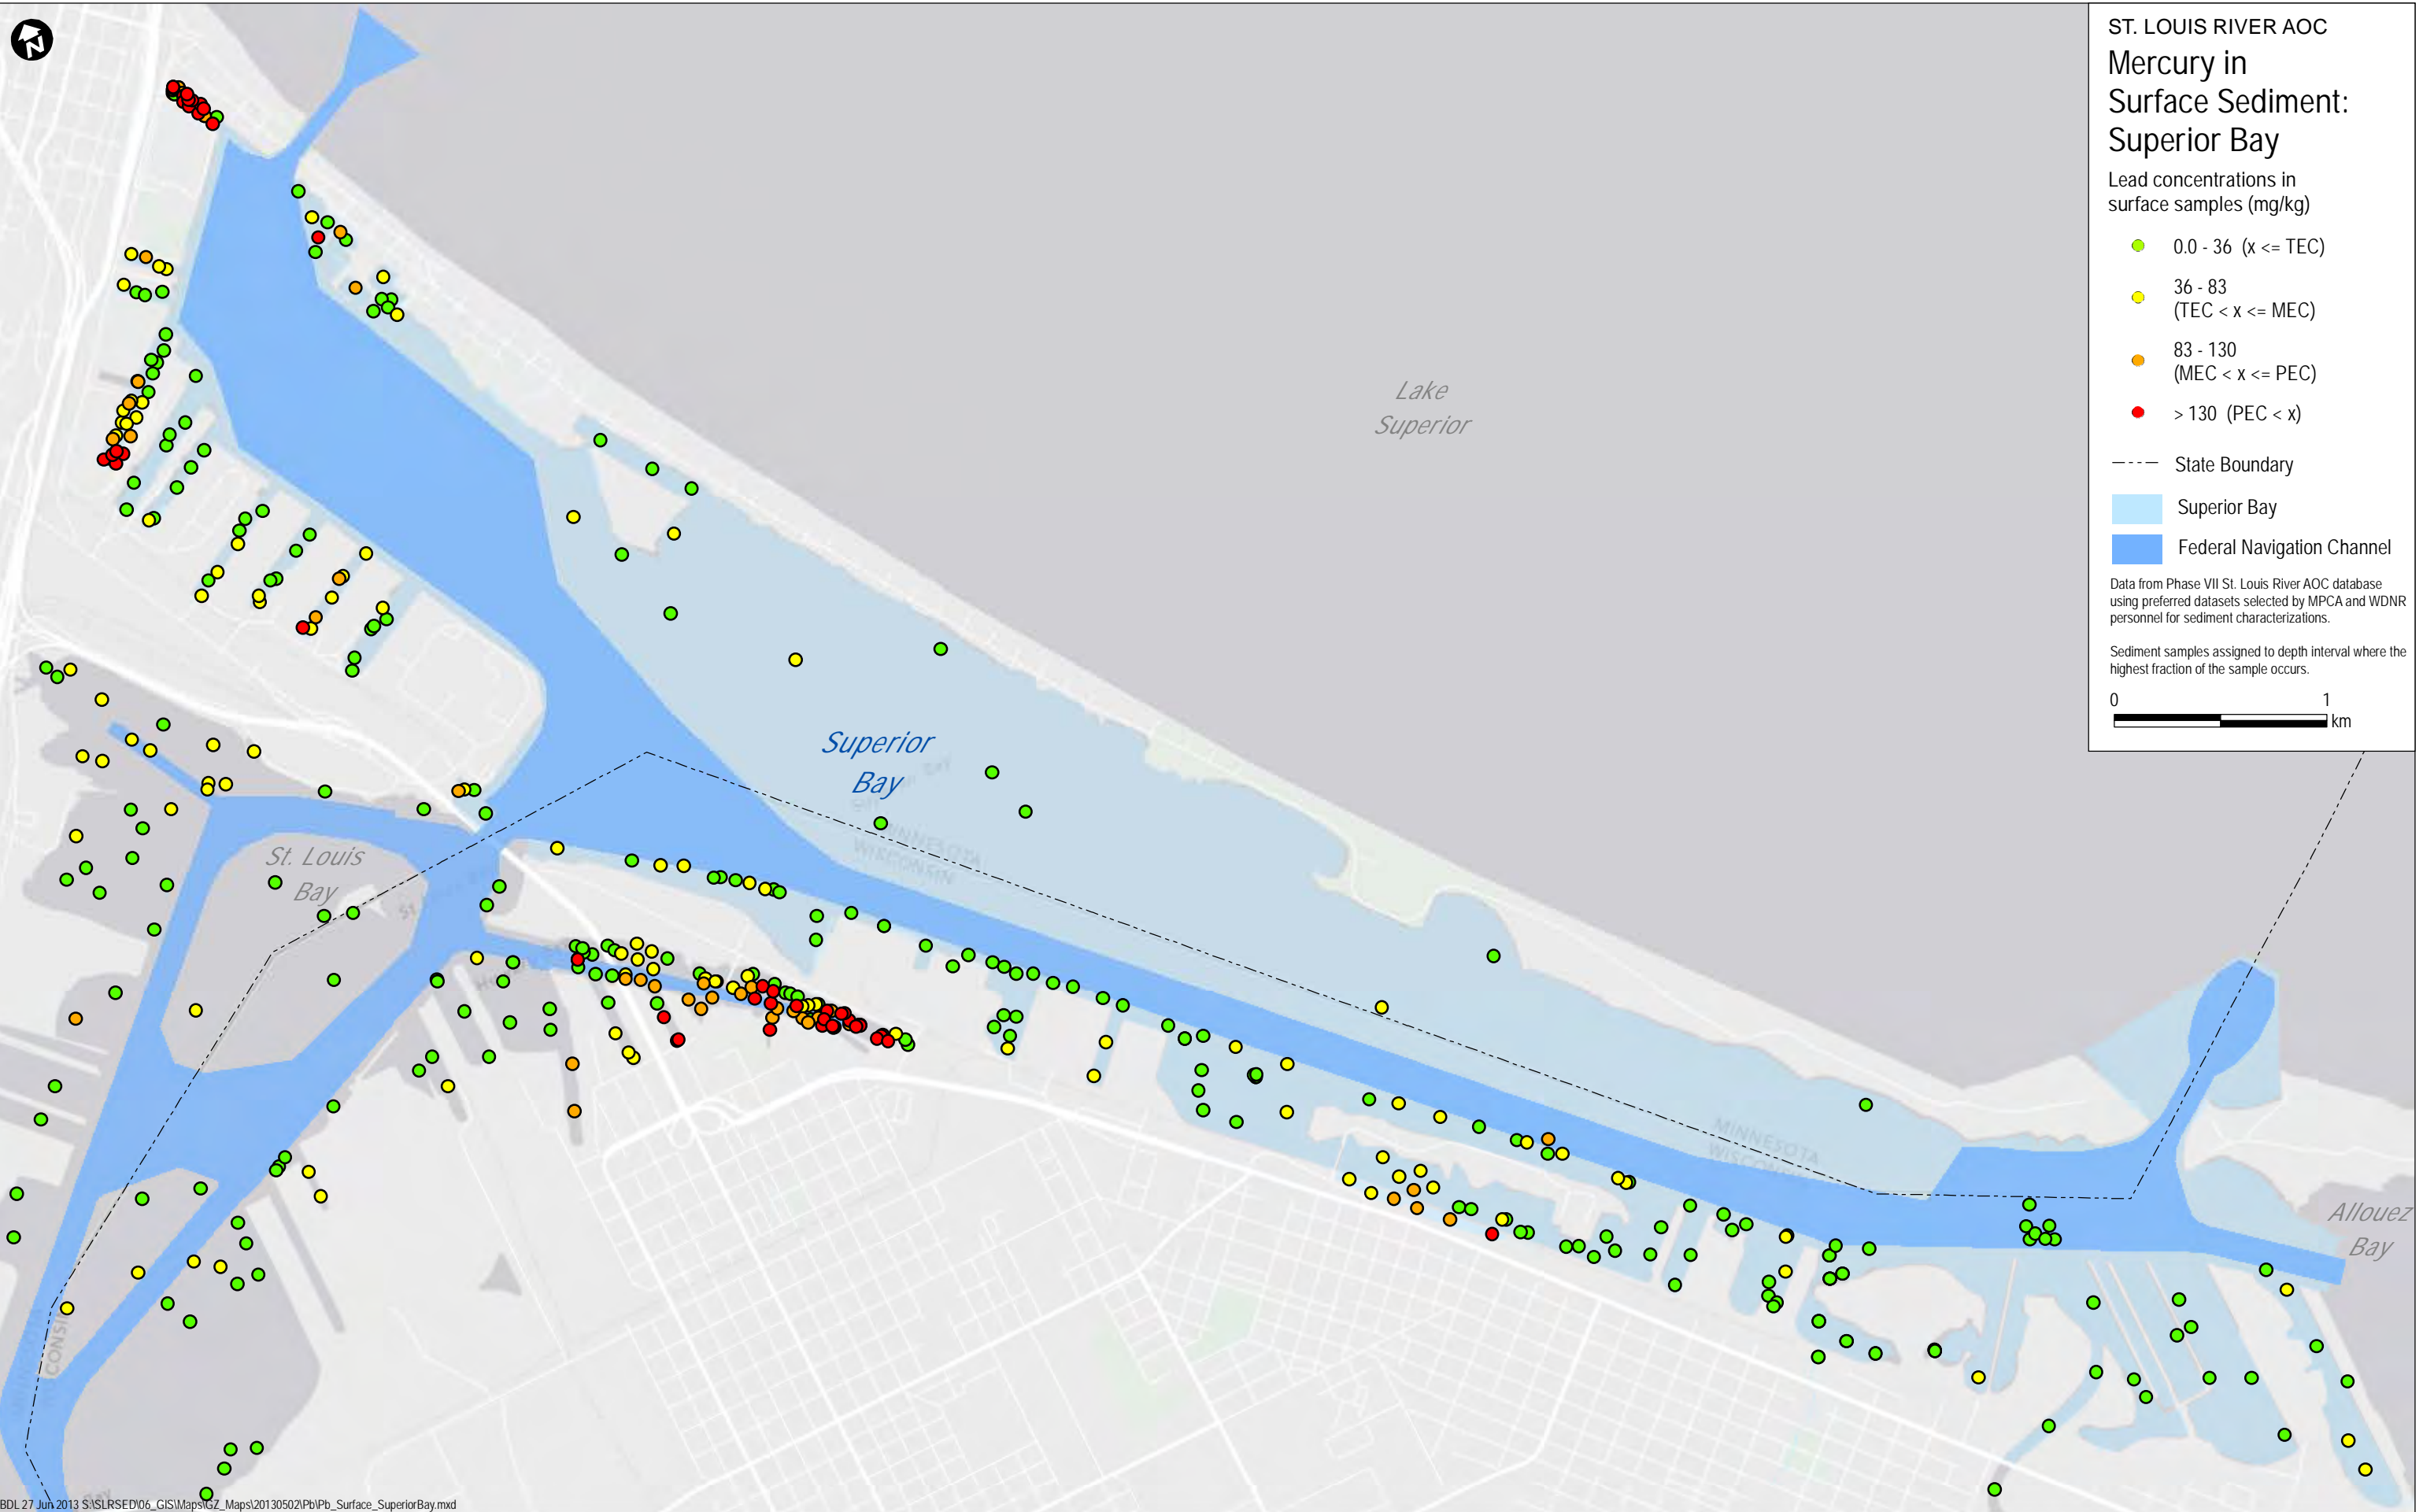 N
ST. LOUIS RIVER AOC
Mercury in
Surface Sediment:
Superior Bay
Lead concentrations in
surface samples (mg/kg)
0.0 - 36 (x <= TEC)
36 - 83
(TEC < x <= MEC)
83 - 130
(MEC < x <= PEC)
> 130 (PEC < x)
State Boundary
Superior Bay
Federal Navigation Channel
Data from Phase VII St. Louis River AOC database
using preferred datasets selected by MPCA and WDNR
personnel for sediment characterizations.
Sediment samples assigned to depth interval where the
highest fraction of the sample occurs.
0 1
km
Lake
Superior
Superior
Bay
MINNESOTA
WISCONSIN
St. Louis
Bay
MINNESOTA
Allouez
Bay
Bay
BDL 27 Jun 2013 S:\SLRSED\06_GIS\Maps\GZ_Maps\20130502\Pb\Pb_Surface_SuperiorBay.mxd